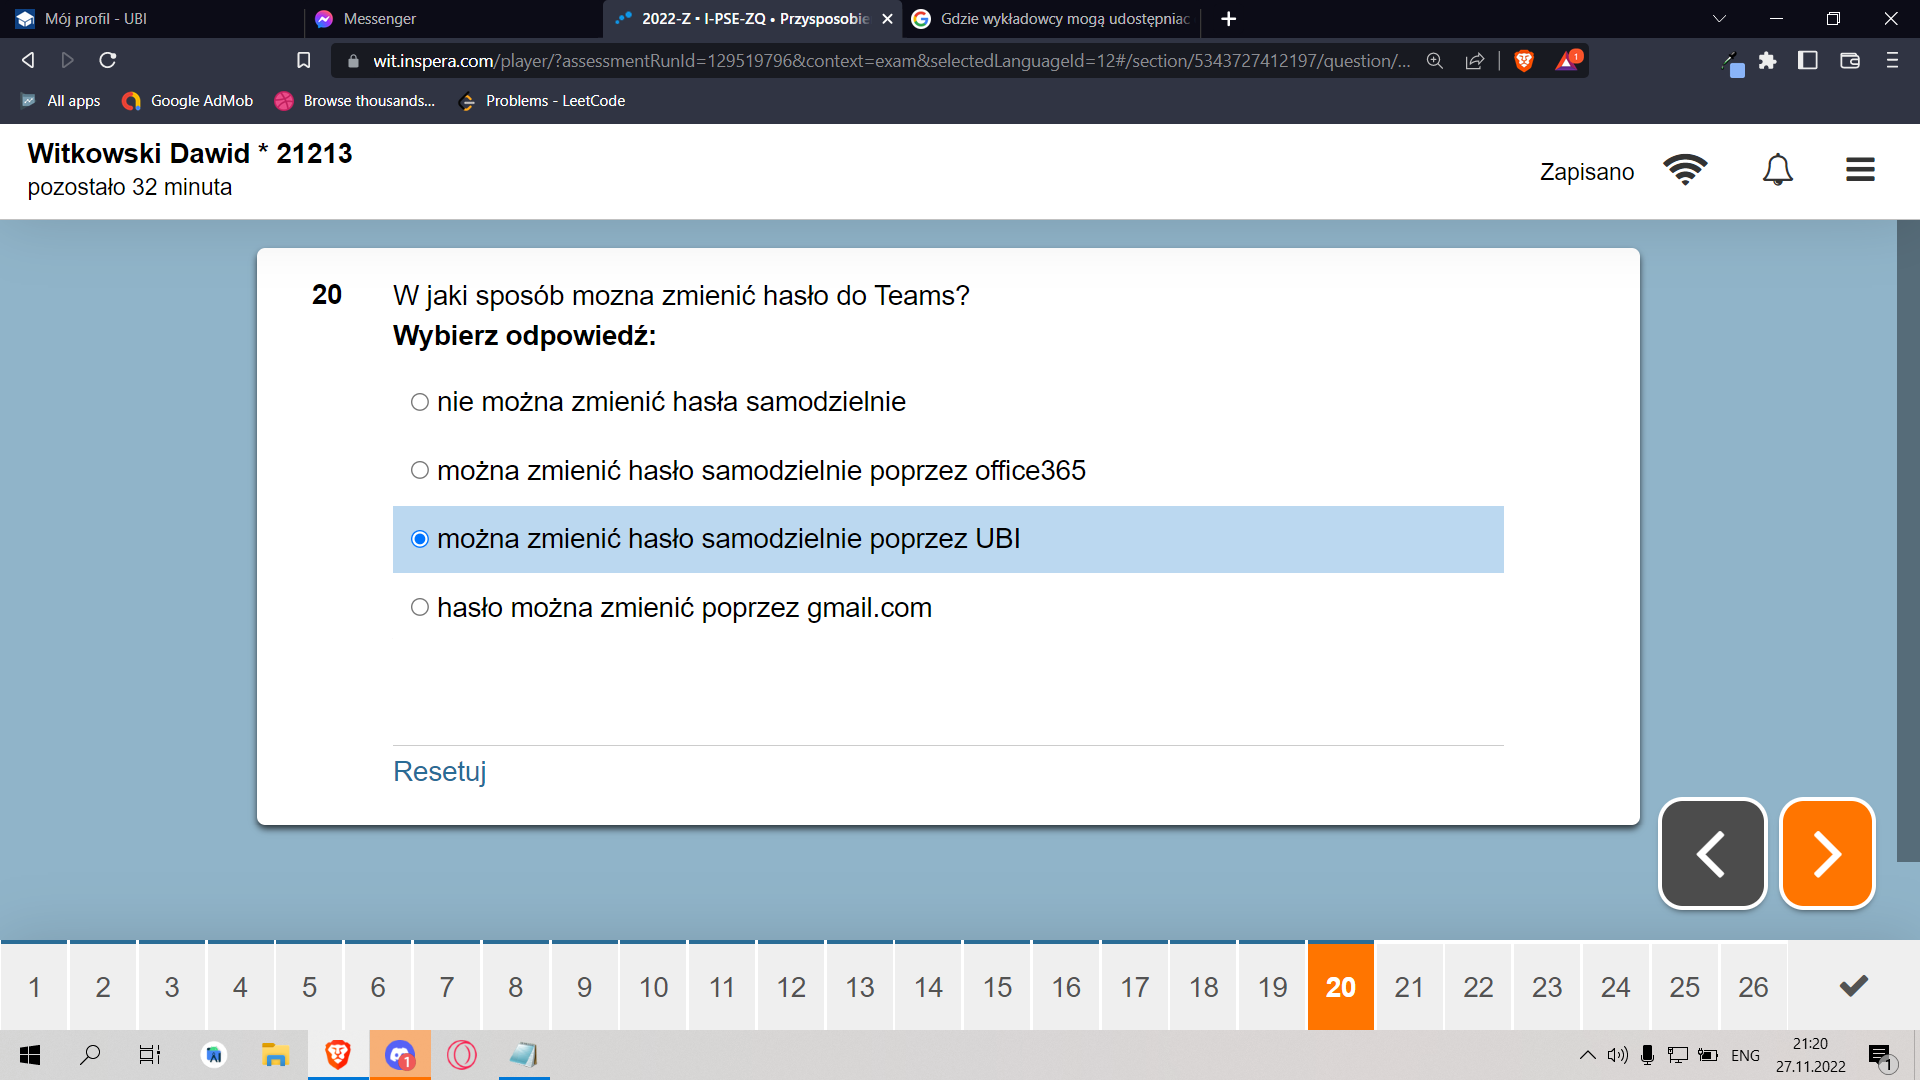 Mój profil - UBI
Messenger
2022-Z • I-PSE-ZQ • Przysposobie
Gdzie wykładowcy mogą udostępniac
wit.inspera.com/player/?assessmentRunId=129519796&context=exam&selectedLanguageId=12#/section/5343727412197/question/...
1
All apps
Google AdMob
Browse thousands...
Problems - LeetCode
Witkowski Dawid * 21213
pozostało 32 minuta
Zapisano
20
W jaki sposób mozna zmienić hasło do Teams?
Wybierz odpowiedź:
nie można zmienić hasła samodzielnie
można zmienić hasło samodzielnie poprzez office365
można zmienić hasło samodzielnie poprzez UBI
hasło można zmienić poprzez gmail.com
Resetuj
1 2 3 4 5 6 7 8 9 10 11 12 13 14 15 16 17 18 19 20 21 22 23 24 25 26
1
ENG
21:20
27.11.2022
1